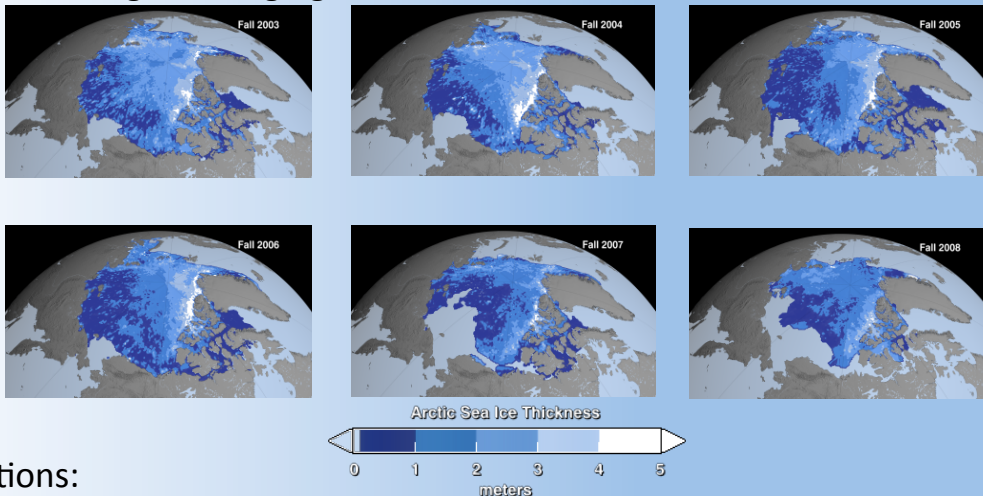 Fall 2003
Fall 2004
Fall 2005
Fall 2006
Fall 2007
Fall 2008
Arctic Sea Ice Thickness
0 1 2 3 4 5
meters
tions: